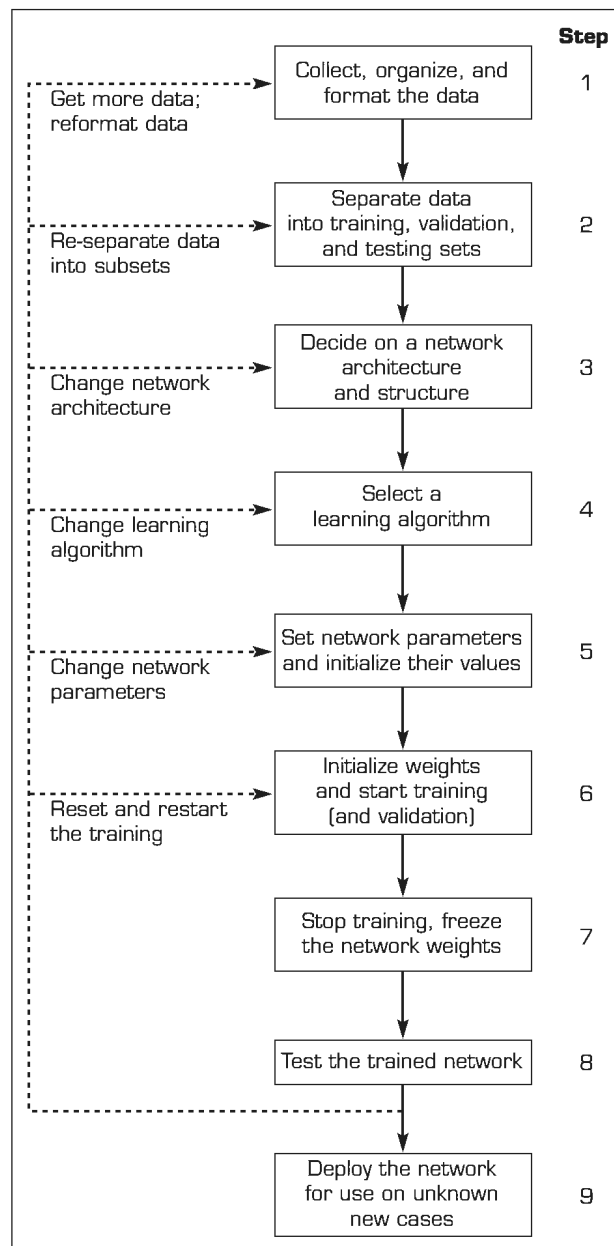 Step
Collect, organize, and
format the data
1
Get more data;
reformat data
Separate data
into training, validation,
and testing sets
2
Re-separate data
into subsets
Decide on a network
architecture
and structure
3
Change network
architecture
Select a
learning algorithm
4
Change learning
algorithm
Set network parameters
and initialize their values
5
Change network
parameters
Initialize weights
and start training
(and validation)
6
Reset and restart
the training
Stop training, freeze
the network weights
7
Test the trained network
8
Deploy the network
for use on unknown
new cases
9